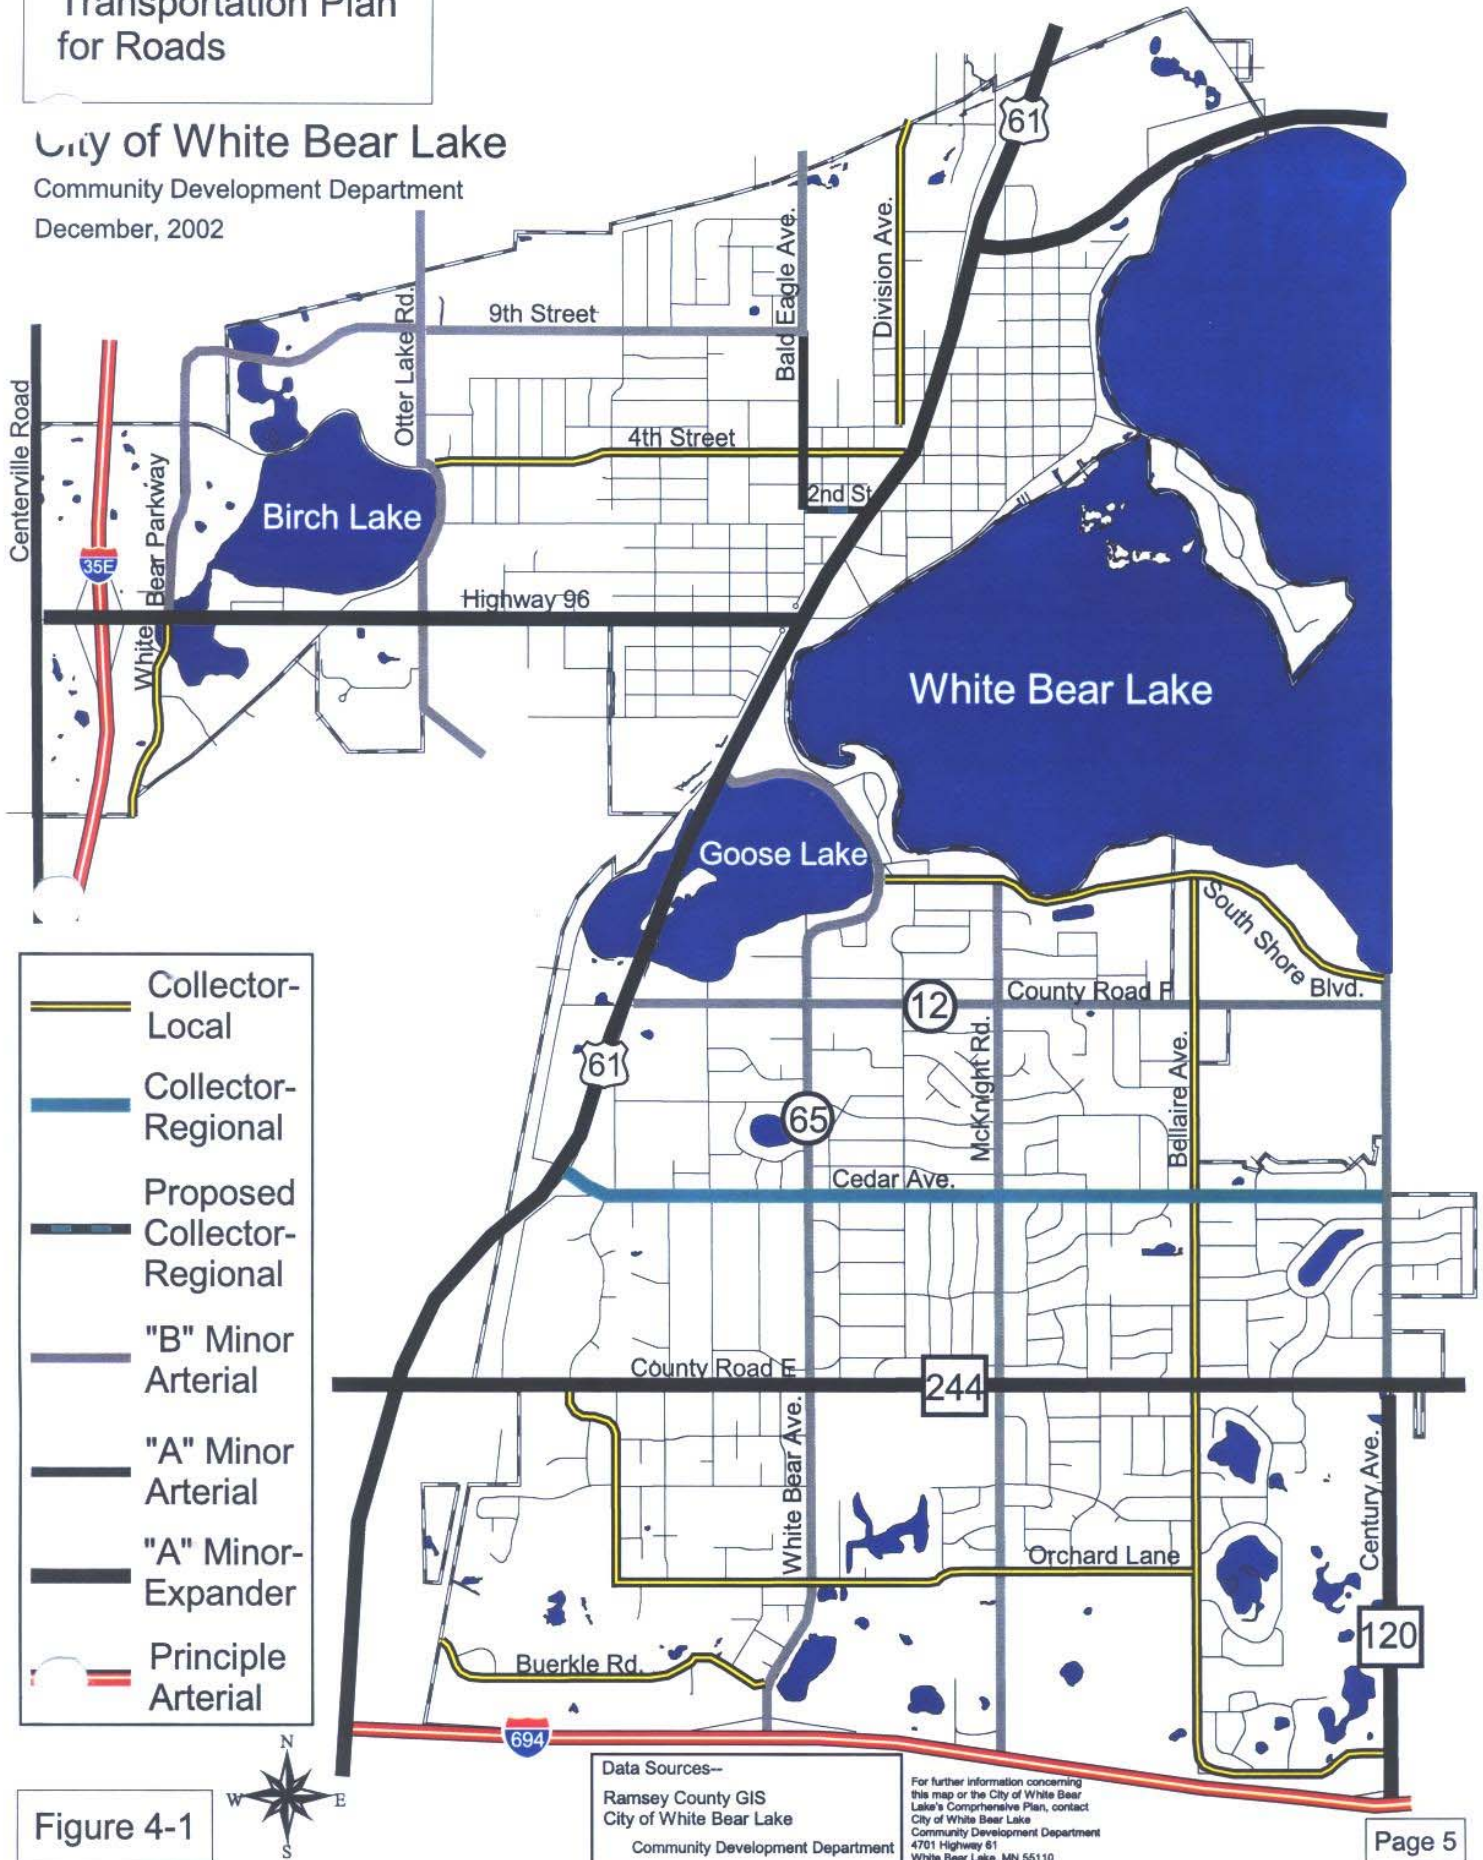 Transportation Plan
for Roads
City of White Bear Lake
Community Development Department
December, 2002
61
Bald Eagle Ave.
Division Ave.
9th Street
Otter Lake Rd.
Centerville Road
4th Street
White Bear Parkway
Birch Lake
2nd St
35E
Highway 96
White Bear Lake
Goose Lake
South Shore Blvd.
Collector-
Local
12
County Road F
McKnight Rd.
61
Bellaire Ave.
Collector-
Regional
65
Cedar Ave.
Proposed
Collector-
Regional
"B" Minor
Arterial
County Road E
244
White Bear Ave.
"A" Minor
Arterial
Century Ave.
"A" Minor-
Expander
Orchard Lane
120
Principle
Arterial
Buerkle Rd.
694
N
W
E
S
Figure 4-1
Data Sources--
Ramsey County GIS
City of White Bear Lake
Community Development Department
For further information concerning
this map or the City of White Bear
Lake's Comprhensive Plan, contact
City of White Bear Lake
Community Development Department
4701 Highway 61
White Bear Lake, MN 55110
Page 5